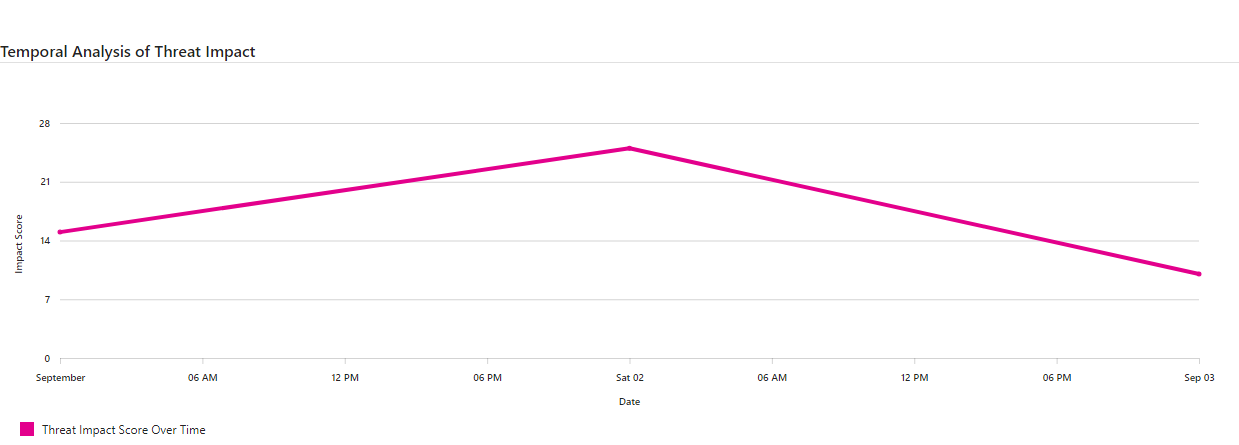 Temporal Analysis of Threat Impact
28
21
14
7
0
Impact Score
September 06 AM 12 PM 06 PM Sat 02 06 AM 12 PM 06 PM Sep 03
Date
Threat Impact Score Over Time